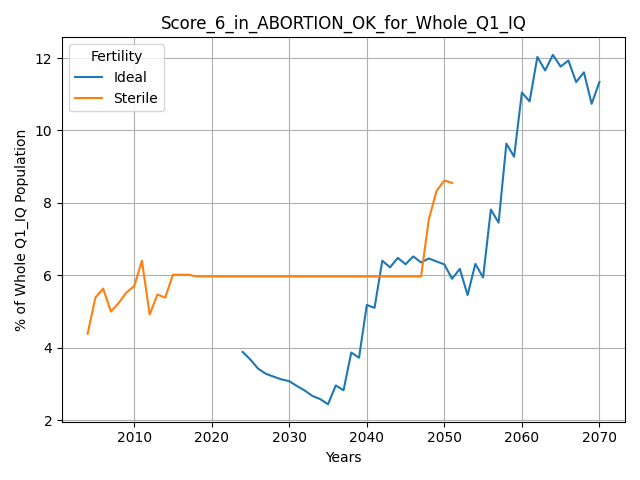 Score_6_in_ABORTION_OK_for_Whole_Q1_IQ
Fertility
Ideal
Sterile
% of Whole Q1_IQ Population
12
10
8
6
4
2
2010 2020 2030 2040 2050 2060 2070
Years